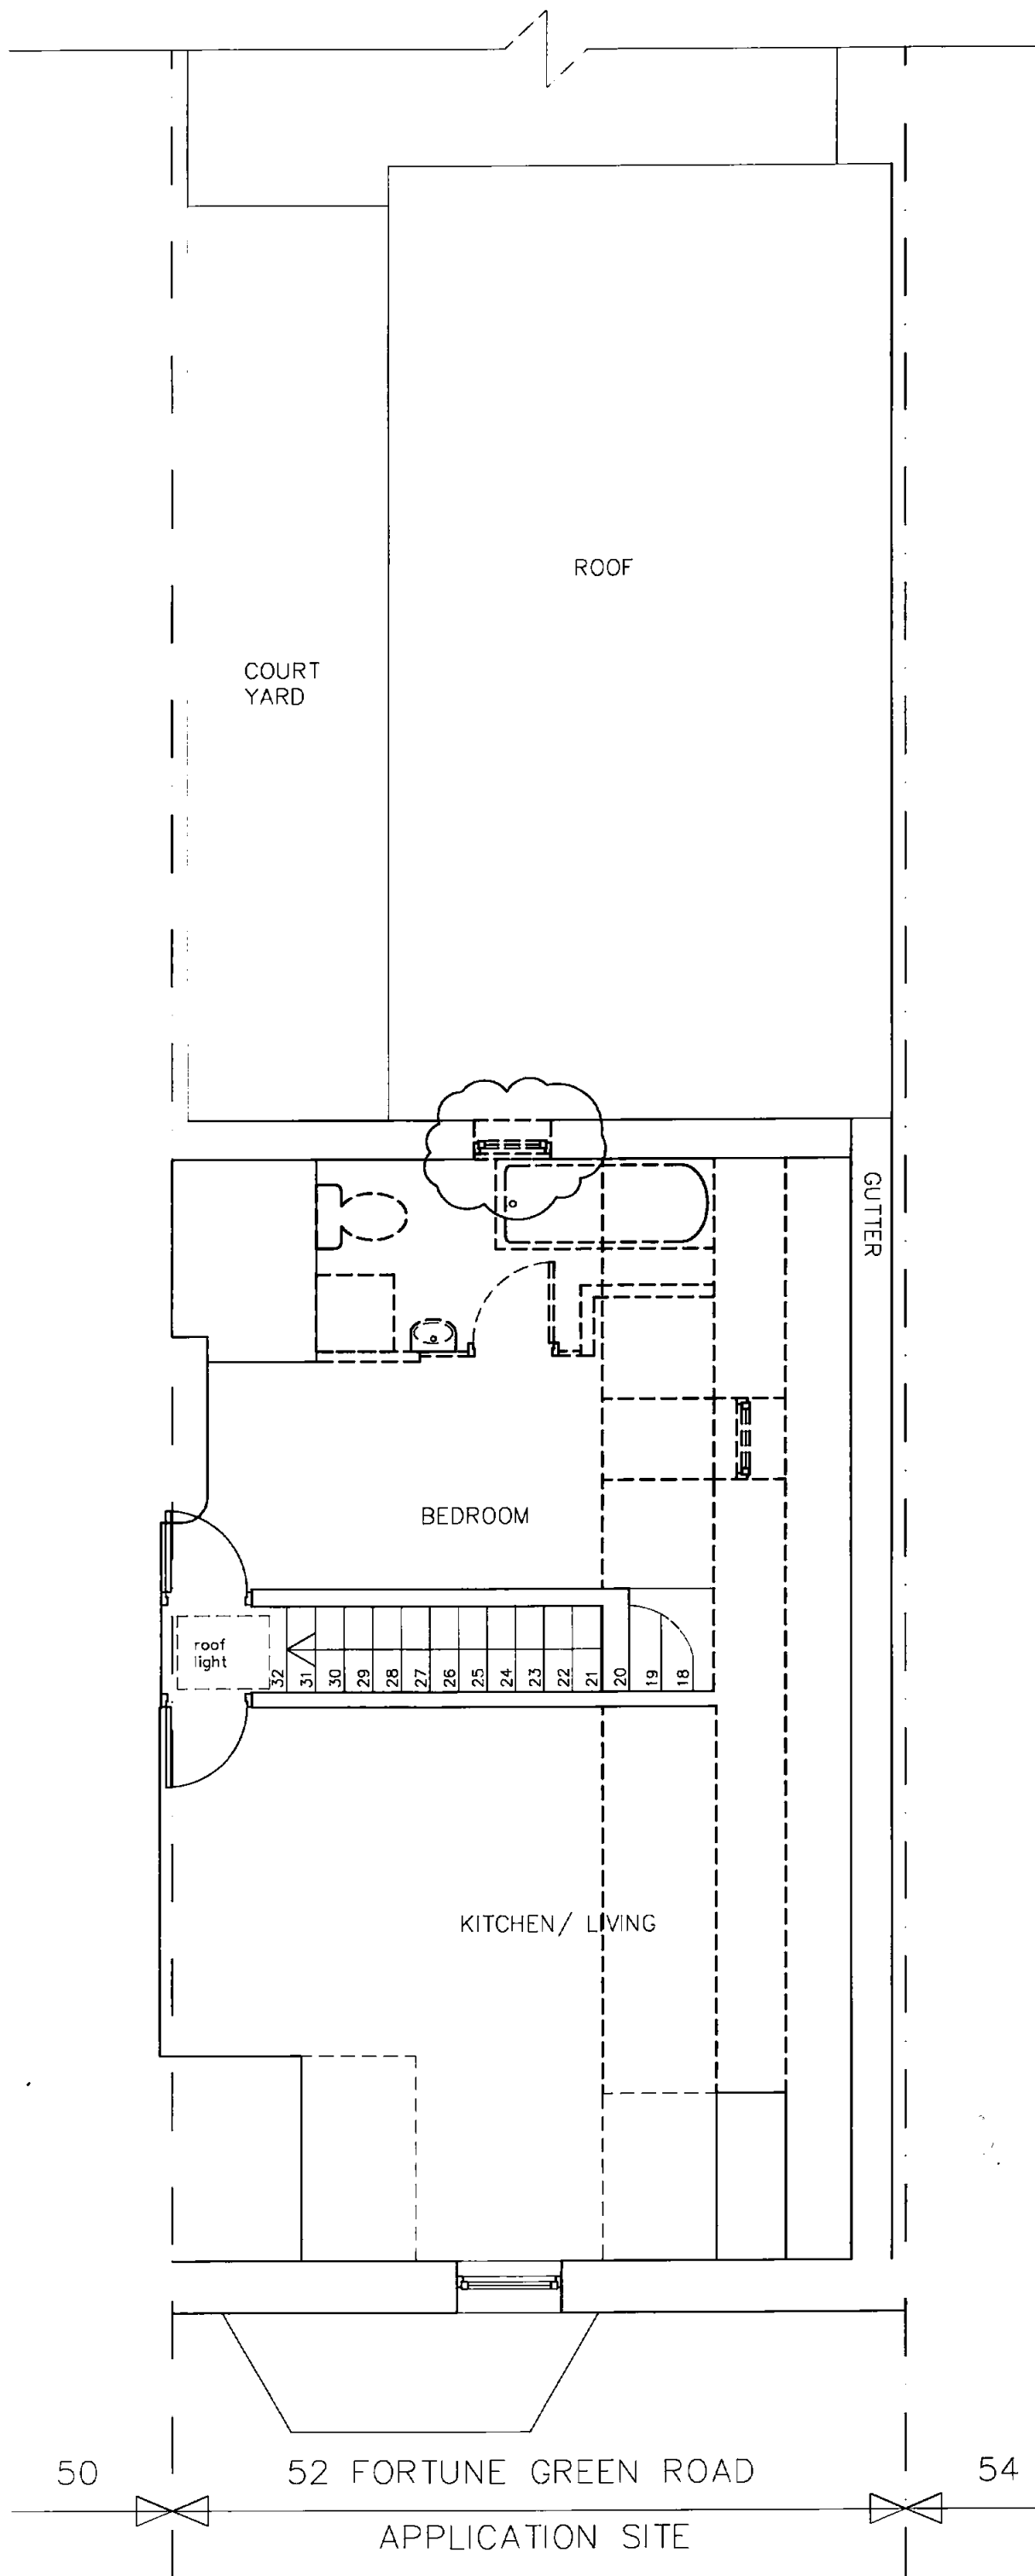 ROOF
COURT
YARD
GUTTER
BEDROOM
roof
light
32 31 30 29 28 27 26 25 24 23 22 21 20 19 18
KITCHEN/ LIVING
50 52 FORTUNE GREEN ROAD 54
APPLICATION SITE